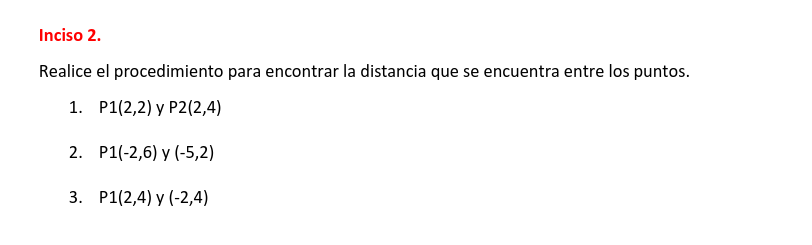 Inciso 2.
Realice el procedimiento para encontrar la distancia que se encuentra entre los puntos.
1. P1(2,2) y P2(2,4)
2. P1(-2,6) y (-5,2)
3. P1(2,4) y (-2,4)